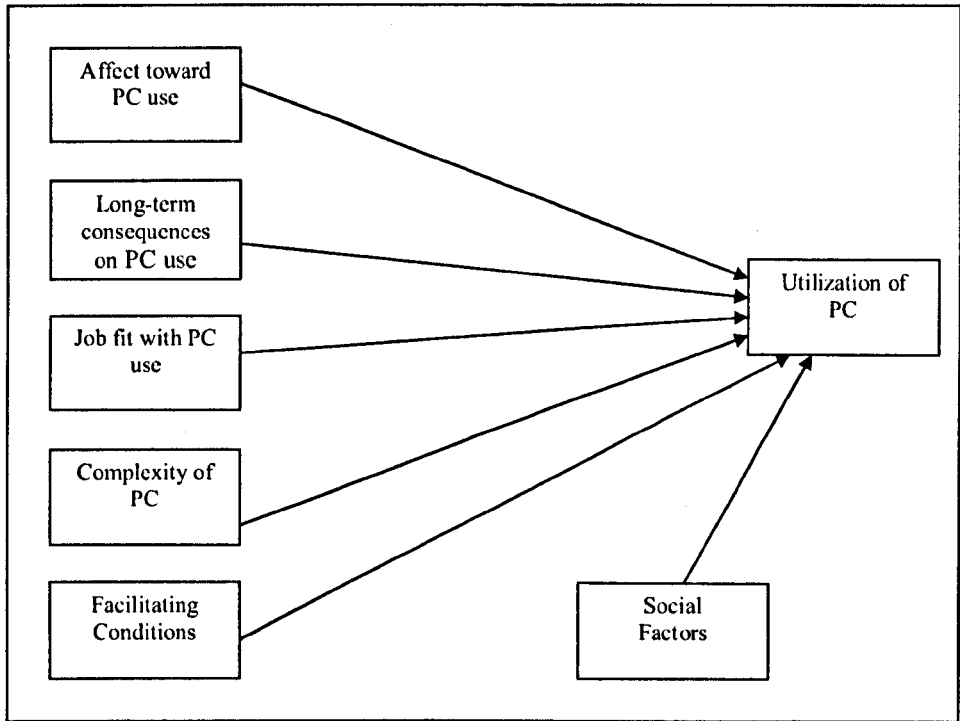 Affect toward
PC use
Long-term
consequences
on PC use
Job fit with PC
use
Complexity of
PC
Facilitating
Conditions
Utilization of
PC
Social
Factors